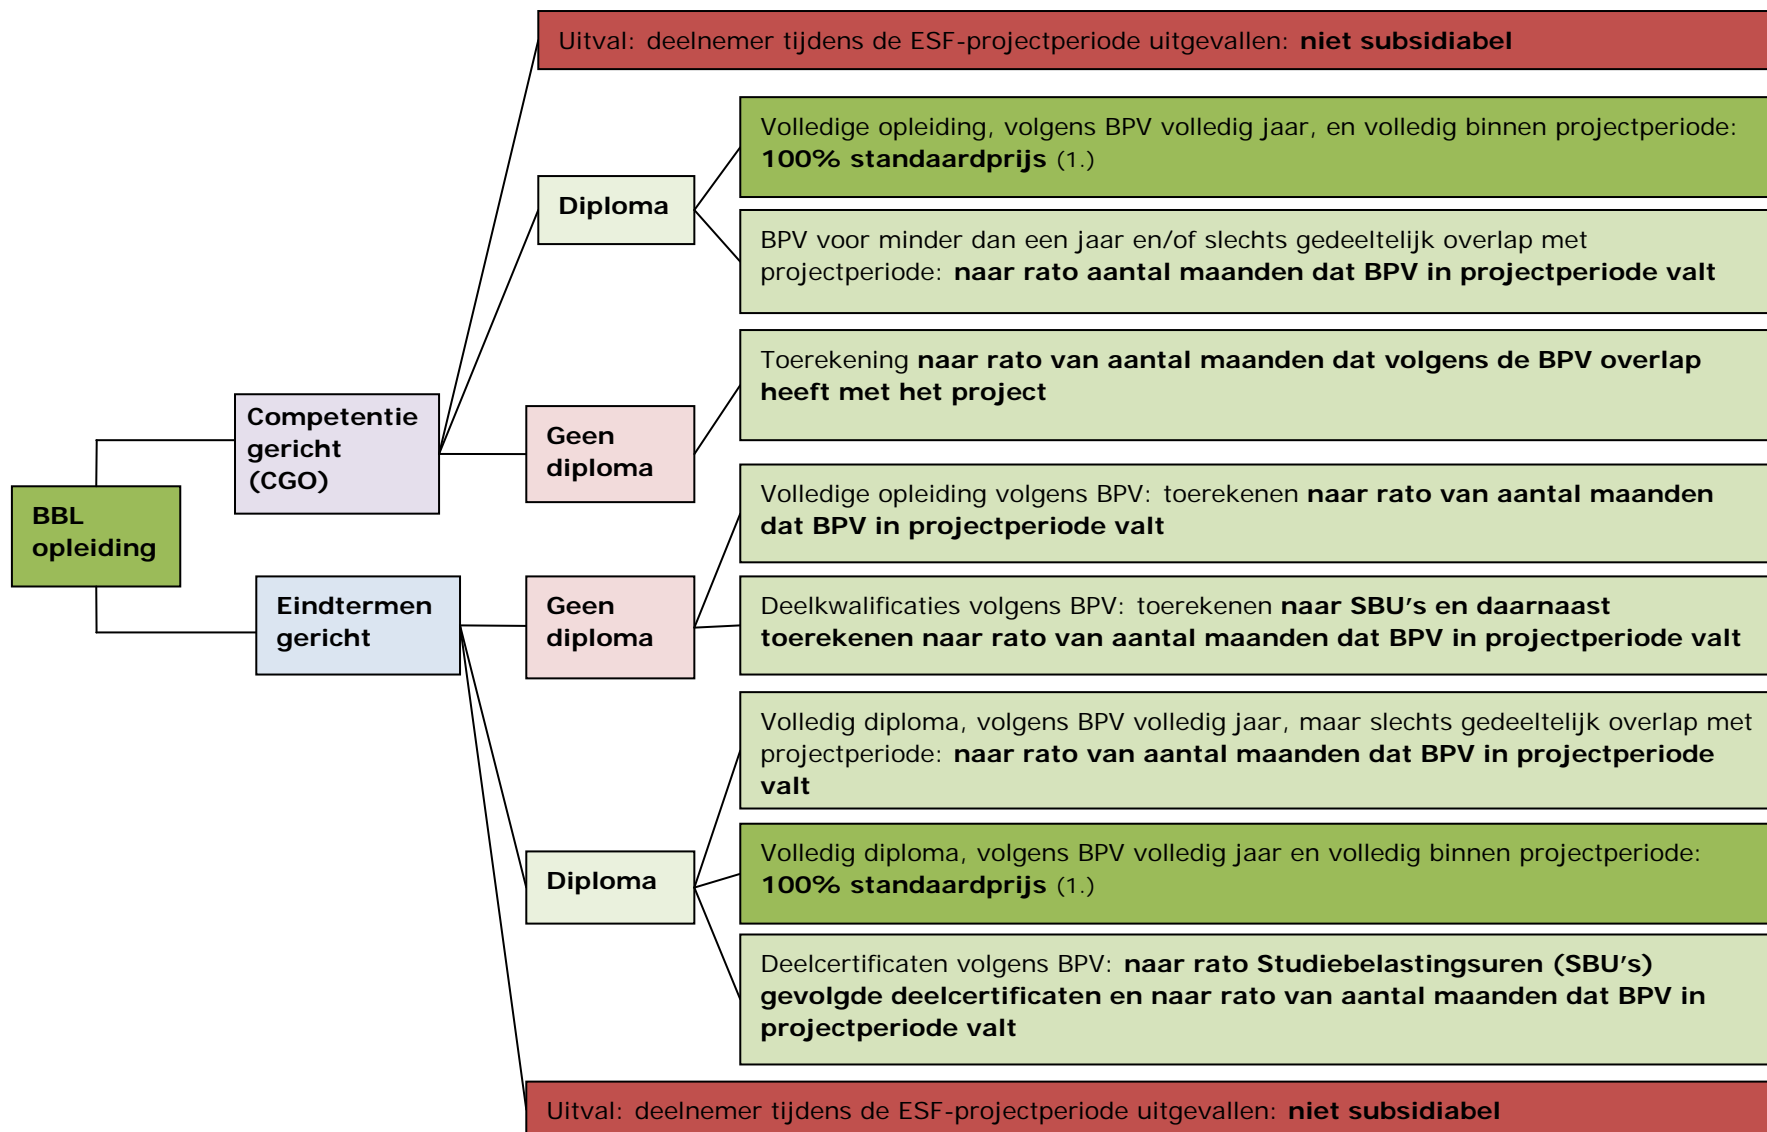 Uitval: deelnemer tijdens de ESF-projectperiode uitgevallen: niet subsidiabel
Volledige opleiding, volgens BPV volledig jaar, en volledig binnen projectperiode:
100% standaardprijs (1.)
Diploma
BPV voor minder dan een jaar en/of slechts gedeeltelijk overlap met
projectperiode: naar rato aantal maanden dat BPV in projectperiode valt
Toerekening naar rato van aantal maanden dat volgens de BPV overlap
heeft met het project
Competentie
gericht
(CGO)
Geen
diploma
Volledige opleiding volgens BPV: toerekenen naar rato van aantal maanden
dat BPV in projectperiode valt
BBL
opleiding
Eindtermen
gericht
Geen
diploma
Deelkwalificaties volgens BPV: toerekenen naar SBU's en daarnaast
toerekenen naar rato van aantal maanden dat BPV in projectperiode valt
Volledig diploma, volgens BPV volledig jaar, maar slechts gedeeltelijk overlap met
projectperiode: naar rato van aantal maanden dat BPV in projectperiode
valt
Diploma
Volledig diploma, volgens BPV volledig jaar en volledig binnen projectperiode:
100% standaardprijs (1.)
Deelcertificaten volgens BPV: naar rato Studiebelastingsuren (SBU's)
gevolgde deelcertificaten en naar rato van aantal maanden dat BPV in
projectperiode valt
Uitval: deelnemer tijdens de ESF-projectperiode uitgevallen: niet subsidiabel